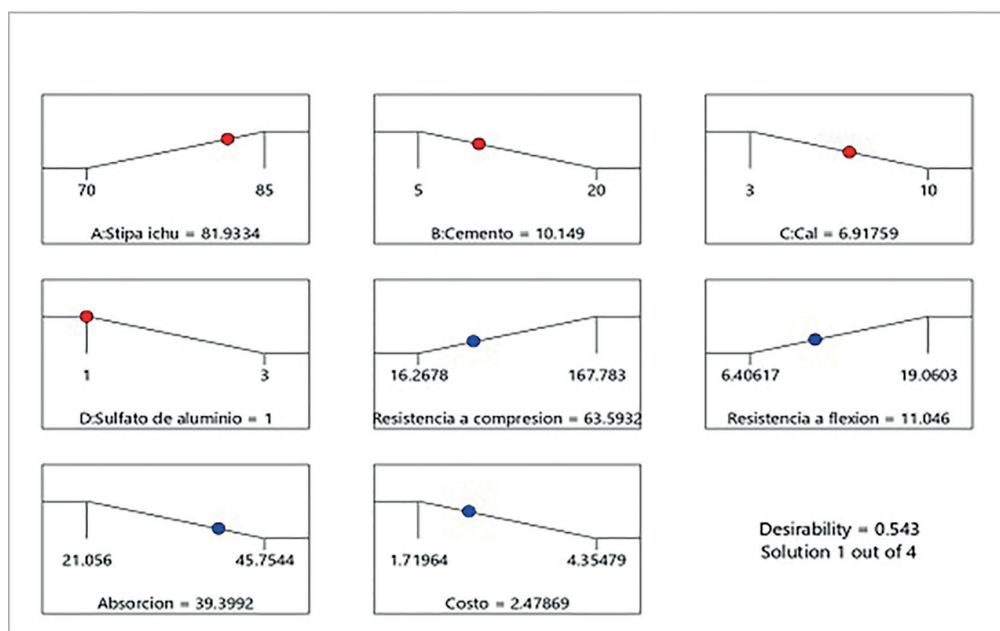 70 85
A:Stipa ichu = 81.9334
5 20
B:Cemento = 10.149
3 10
C:Cal = 6.91759
1 3
D:Sulfato de aluminio = 1
16.2678 167.783
Resistencia a compresion = 63.5932
6.40617 19.0603
Resistencia a flexion = 11.046
21.056 45.7544
Absorcion = 39.3992
1.71964 4.35479
Costo = 2.47869
Desirability = 0.543
Solution 1 out of 4